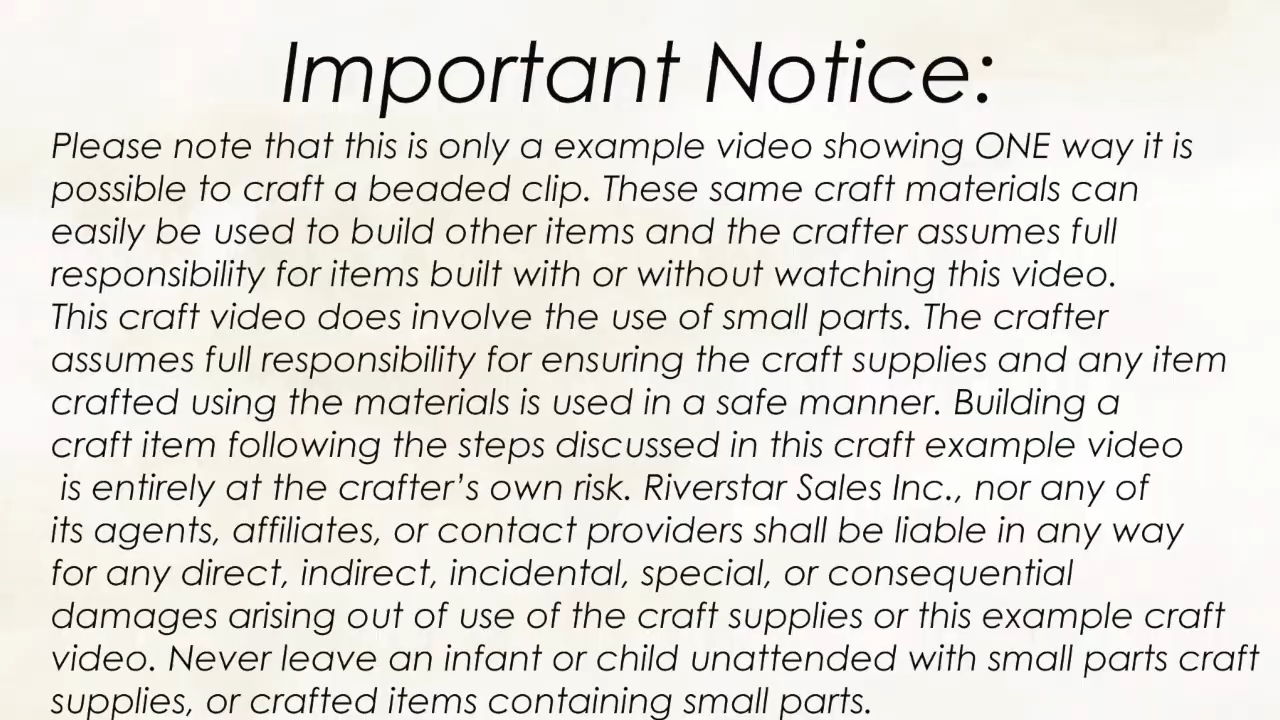 Important Notice:
Please note that this is only a example video showing ONE way it is
possible to craft a beaded clip. These same craft materials can
easily be used to build other items and the crafter assumes full
responsibility for items built with or without watching this video.
This craft video does involve the use of small parts. The crafter
assumes full responsibility for ensuring the craft supplies and any item
crafted using the materials is used in a safe manner. Building a
craft item following the steps discussed in this craft example video
is entirely at the crafter’s own risk. Riverstar Sales Inc., nor any of
its agents, affiliates, or contact providers shall be liable in any way
for any direct, indirect, incidental, special, or consequential
damages arising out of use of the craft supplies or this example craft
video. Never leave an infant or child unattended with small parts craft
supplies, or crafted items containing small parts.